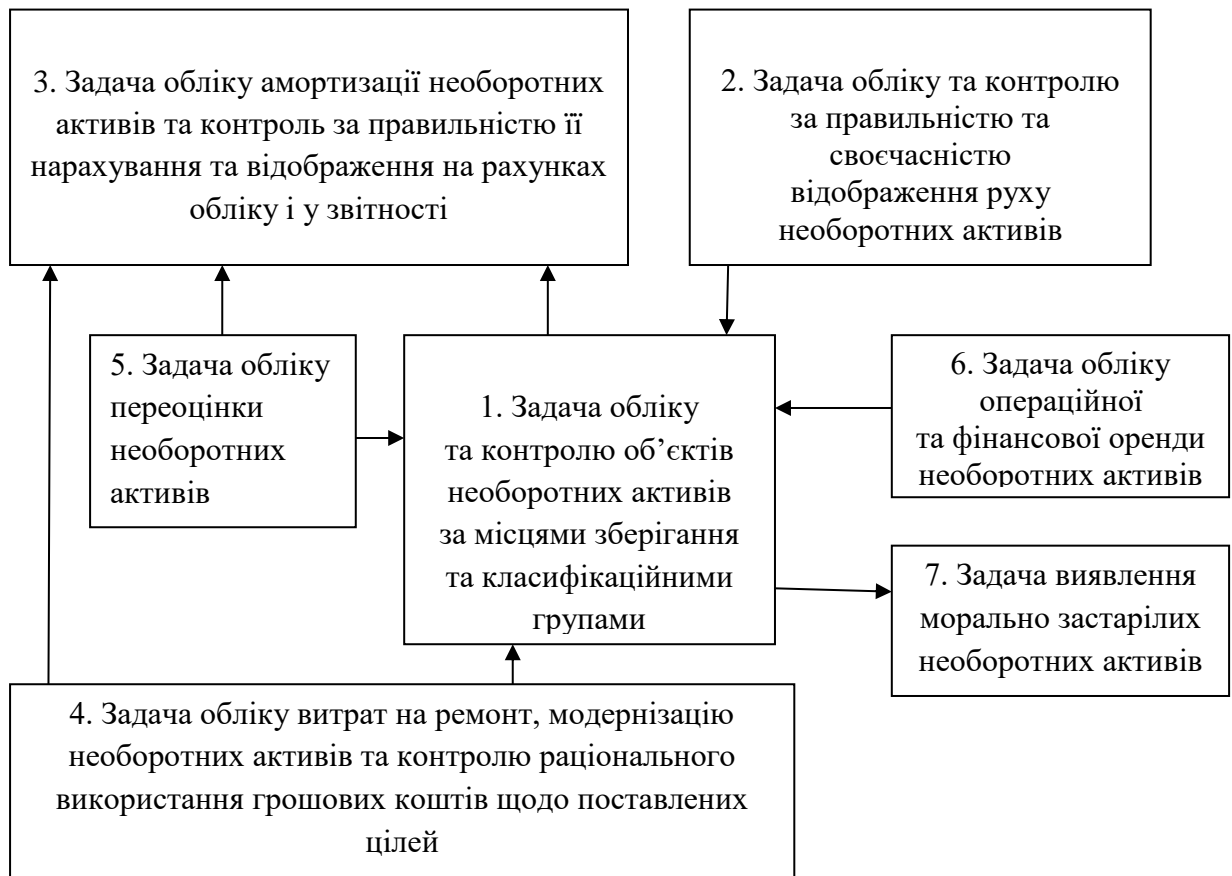 3. Задача обліку амортизації необоротних
активів та контроль за правильністю її
нарахування та відображення на рахунках
обліку і у звітності
2. Задача обліку та контролю
за правильністю та
своєчасністю
відображення руху
необоротних активів
5. Задача обліку
переоцінки
необоротних
активів
1. Задача обліку
та контролю об’єктів
необоротних активів
за місцями зберігання
та класифікаційними
групами
6. Задача обліку
операційної
та фінансової оренди
необоротних активів
7. Задача виявлення
морально застарілих
необоротних активів
4. Задача обліку витрат на ремонт, модернізацію
необоротних активів та контролю раціонального
використання грошових коштів щодо поставлених
цілей